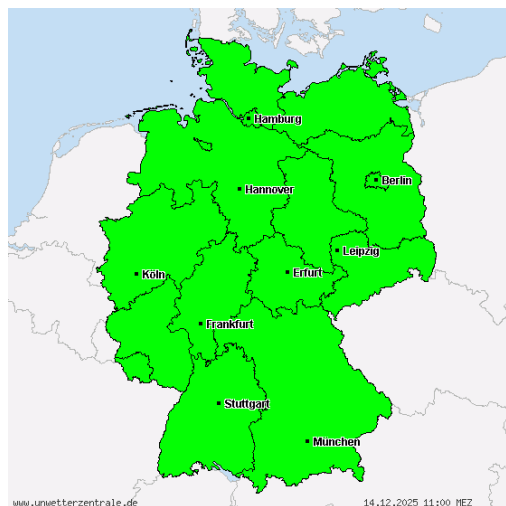 Hamburg
Berlin
Hannover
Leipzig
Köln
Erfurt
Frankfurt
Stuttgart
München
www.unwetterzentrale.de
14.12.2025 11:00 MEZ